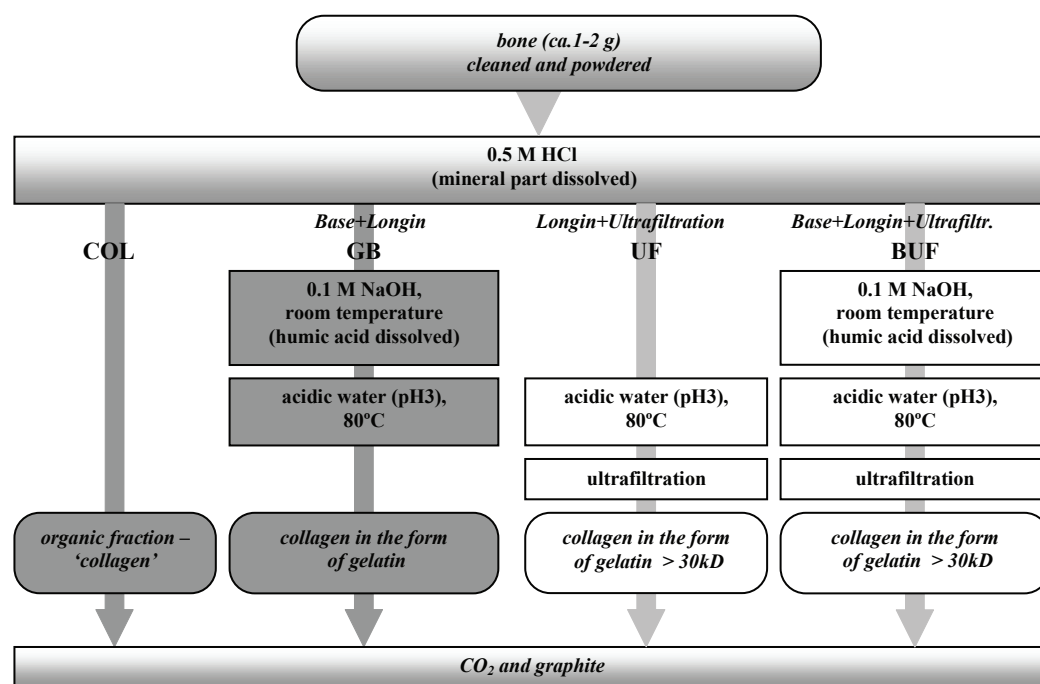 bone (ca.1-2 g)
cleaned and powdered
0.5 M HCl
(mineral part dissolved)
COL
organic fraction –
‘collagen’
Base+Longin
GB
0.1 M NaOH,
room temperature
(humic acid dissolved)
acidic water (pH3),
80ºC
collagen in the form
of gelatin
Longin+Ultrafiltration
UF
acidic water (pH3),
80ºC
ultrafiltration
collagen in the form
of gelatin > 30kD
Base+Longin+Ultrafiltr.
BUF
0.1 M NaOH,
room temperature
(humic acid dissolved)
acidic water (pH3),
80ºC
ultrafiltration
collagen in the form
of gelatin > 30kD
CO₂ and graphite